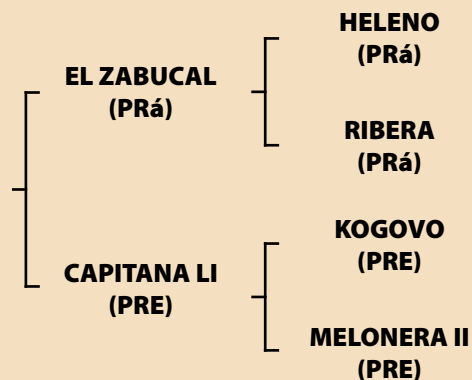 HELENO
(PRá)
EL ZABUCAL
(PRá)
RIBERA
(PRá)
KOGOVO
(PRE)
CAPITANA LI
(PRE)
MELONERA II
(PRE)